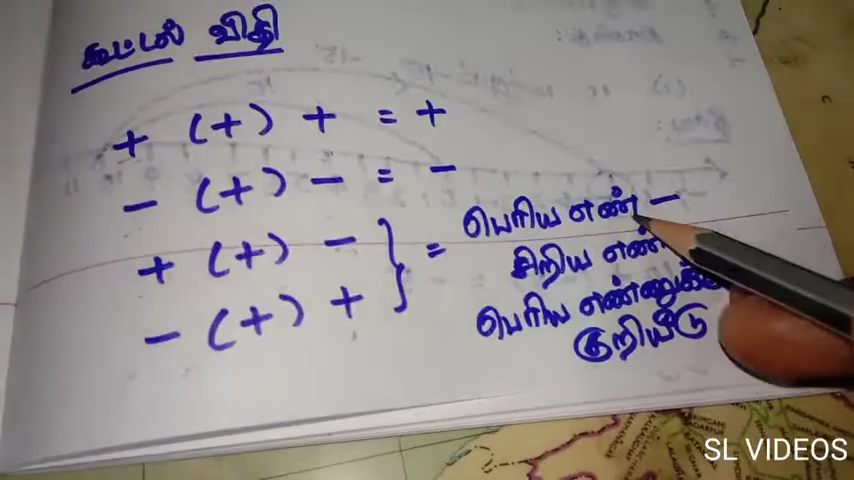 கூட்டல் விதி
+ (+) + = +
- (+) - = -
+ (+) -
- (+) +
} = பெரிய எண் -
சிறிய எண்
பெரிய எண்ணுக்கு
குறியீடு
SL VIDEOS